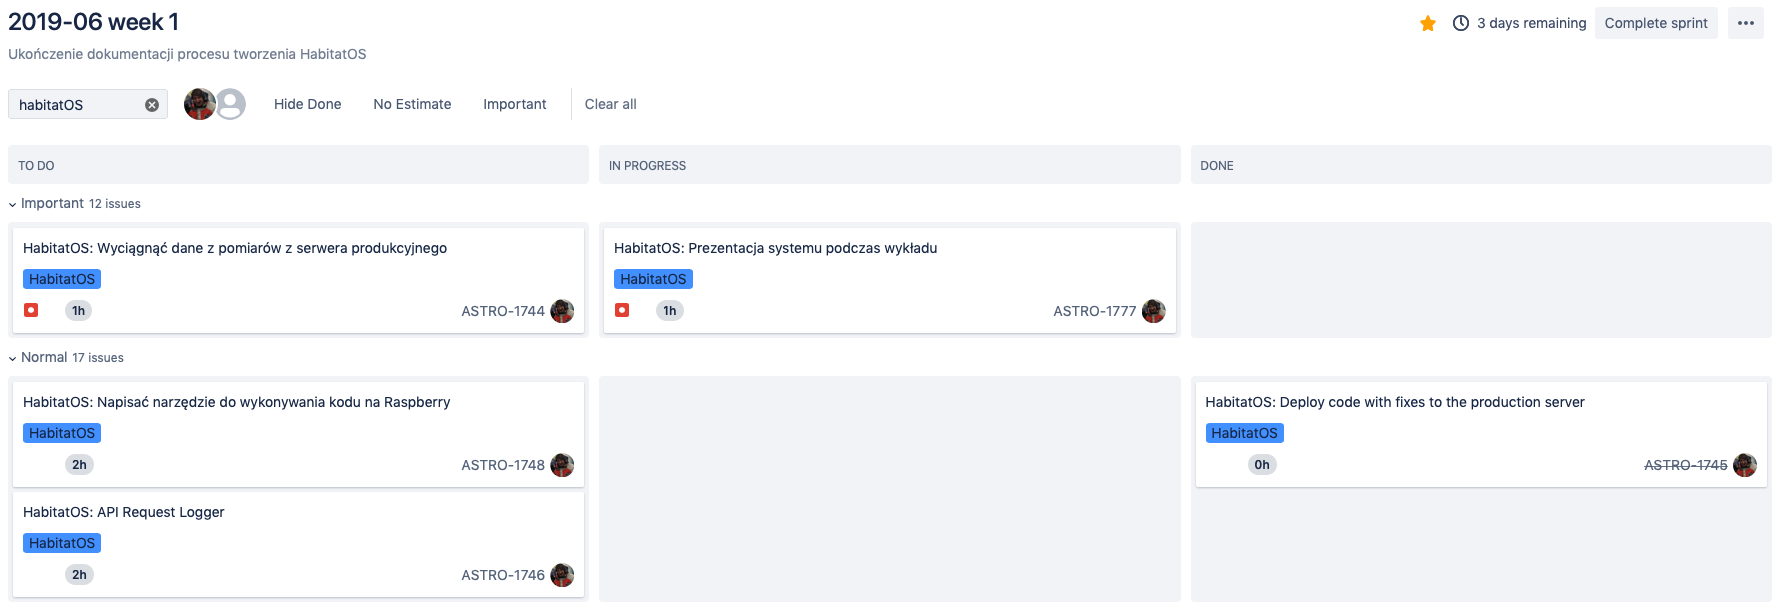 2019-06 week 1
3 days remaining
Complete sprint
Ukończenie dokumentacji procesu tworzenia HabitatOS
habitatOS
Hide Done
No Estimate
Important
Clear all
TO DO
IN PROGRESS
DONE
Important 12 issues
HabitatOS: Wyciągnąć dane z pomiarów z serwera produkcyjnego
HabitatOS
1h
ASTRO-1744
HabitatOS: Prezentacja systemu podczas wykładu
HabitatOS
1h
ASTRO-1777
Normal 17 issues
HabitatOS: Napisać narzędzie do wykonywania kodu na Raspberry
HabitatOS
2h
ASTRO-1748
HabitatOS: API Request Logger
HabitatOS
2h
ASTRO-1746
HabitatOS: Deploy code with fixes to the production server
HabitatOS
0h
ASTRO-1745